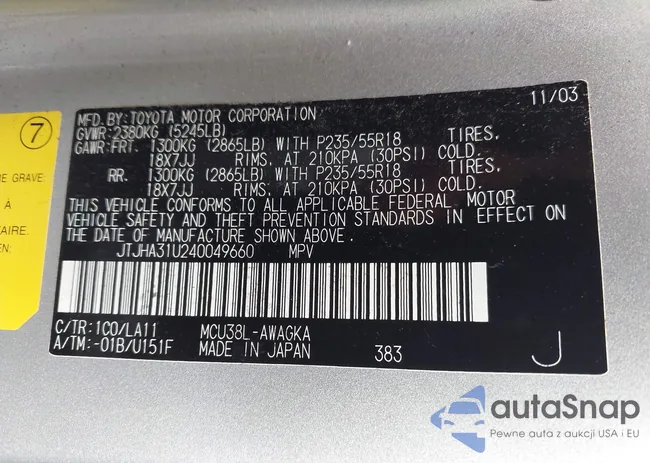 MFD. BY: TOYOTA MOTOR CORPORATION 11/03
GVWR: 2380KG (5245LB)
GAWR: FRT. 1300KG (2865LB) WITH P235/55R18 TIRES.
18X7JJ RIMS. AT 210KPA (30PSI) COLD.
RR. 1300KG (2865LB) WITH P235/55R18 TIRES.
18X7JJ RIMS. AT 210KPA (30PSI) COLD.
THIS VEHICLE CONFORMS TO ALL APPLICABLE FEDERAL MOTOR
VEHICLE SAFETY AND THEFT PREVENTION STANDARDS IN EFFECT ON
THE DATE OF MANUFACTURE SHOWN ABOVE.
JTJHA31U240049660 MPV
C/TR: 1C0/LA11 MCU38L-AWAGKA
A/TM: -01B/U151F MADE IN JAPAN 383 J
7
E GRAVE
À
AIRE.
autaSnap
Pewne auta z aukcji USA i EU